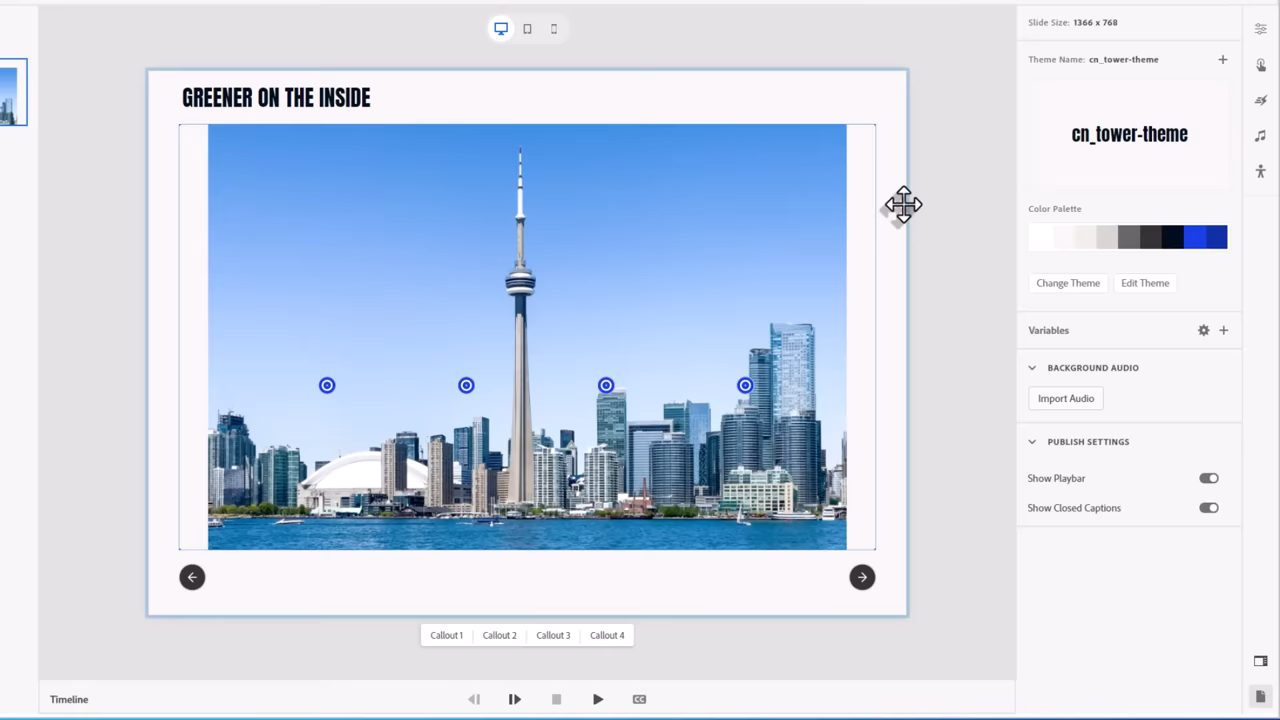 Slide Size: 1366 x 768
Theme Name: cn_tower-theme
GREENER ON THE INSIDE
cn_tower-theme
Color Palette
Change Theme Edit Theme
Variables
BACKGROUND AUDIO
Import Audio
PUBLISH SETTINGS
Show Playbar
Show Closed Captions
Callout 1 Callout 2 Callout 3 Callout 4
Timeline
CC